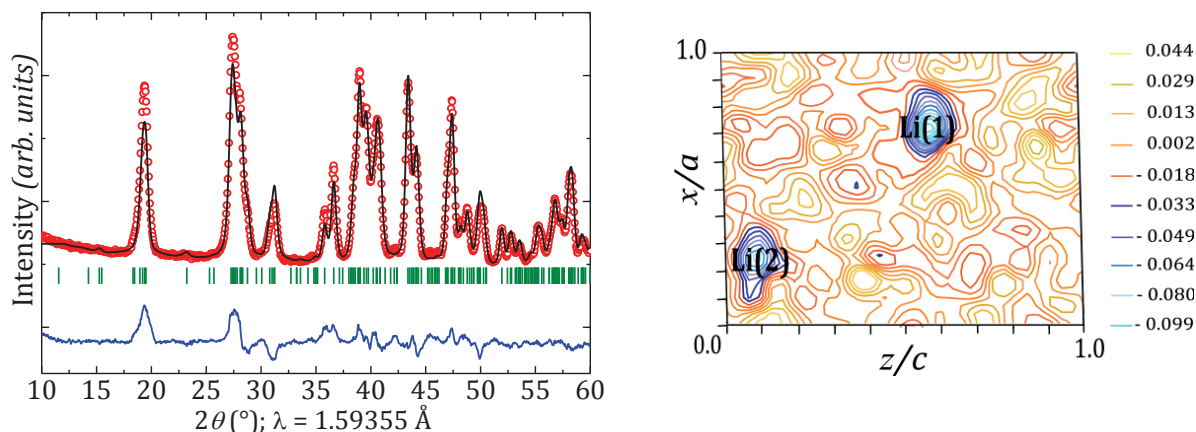 Intensity (arb. units)
10 15 20 25 30 35 40 45 50 55 60
2θ (°); λ = 1.59355 Å
1.0
x/a
Li(1)
Li(2)
0.0
z/c
1.0
0.044
0.029
0.013
0.002
- 0.018
- 0.033
- 0.049
- 0.064
- 0.080
- 0.099